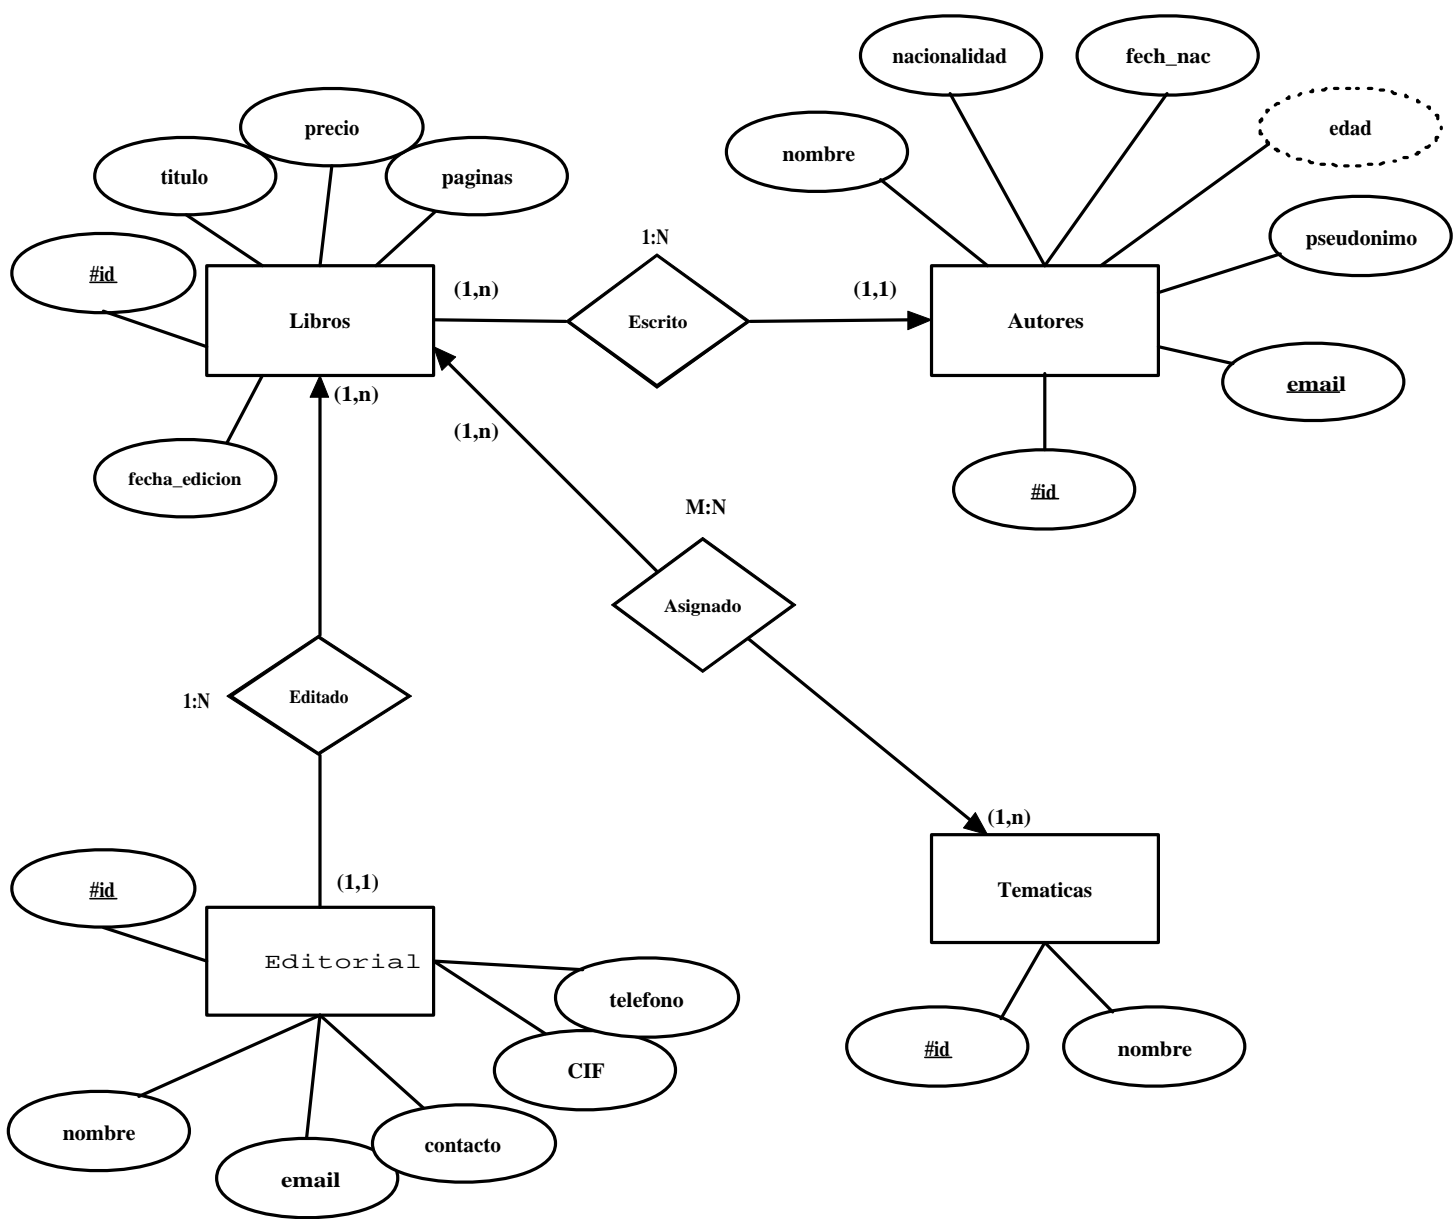 nacionalidad
fech_nac
precio
edad
nombre
titulo
paginas
pseudonimo
1:N
#id
(1,n)
(1,1)
Libros
Escrito
Autores
email
(1,n)
(1,n)
fecha_edicion
#id
M:N
Asignado
1:N
Editado
(1,n)
(1,1)
#id
Tematicas
Editorial
telefono
#id
nombre
CIF
nombre
contacto
email